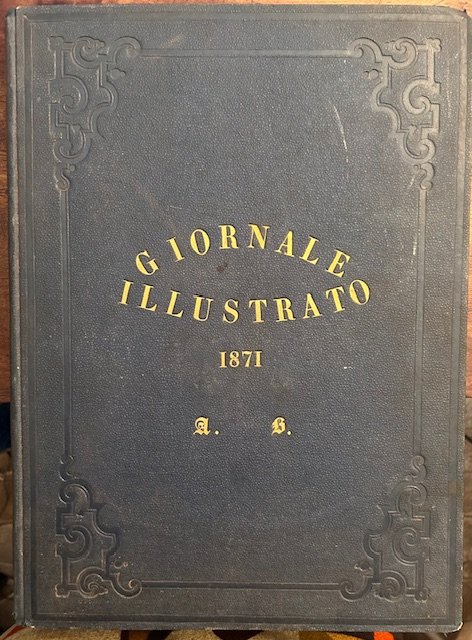 GIORNALE
ILLUSTRATO
1871
A. B.